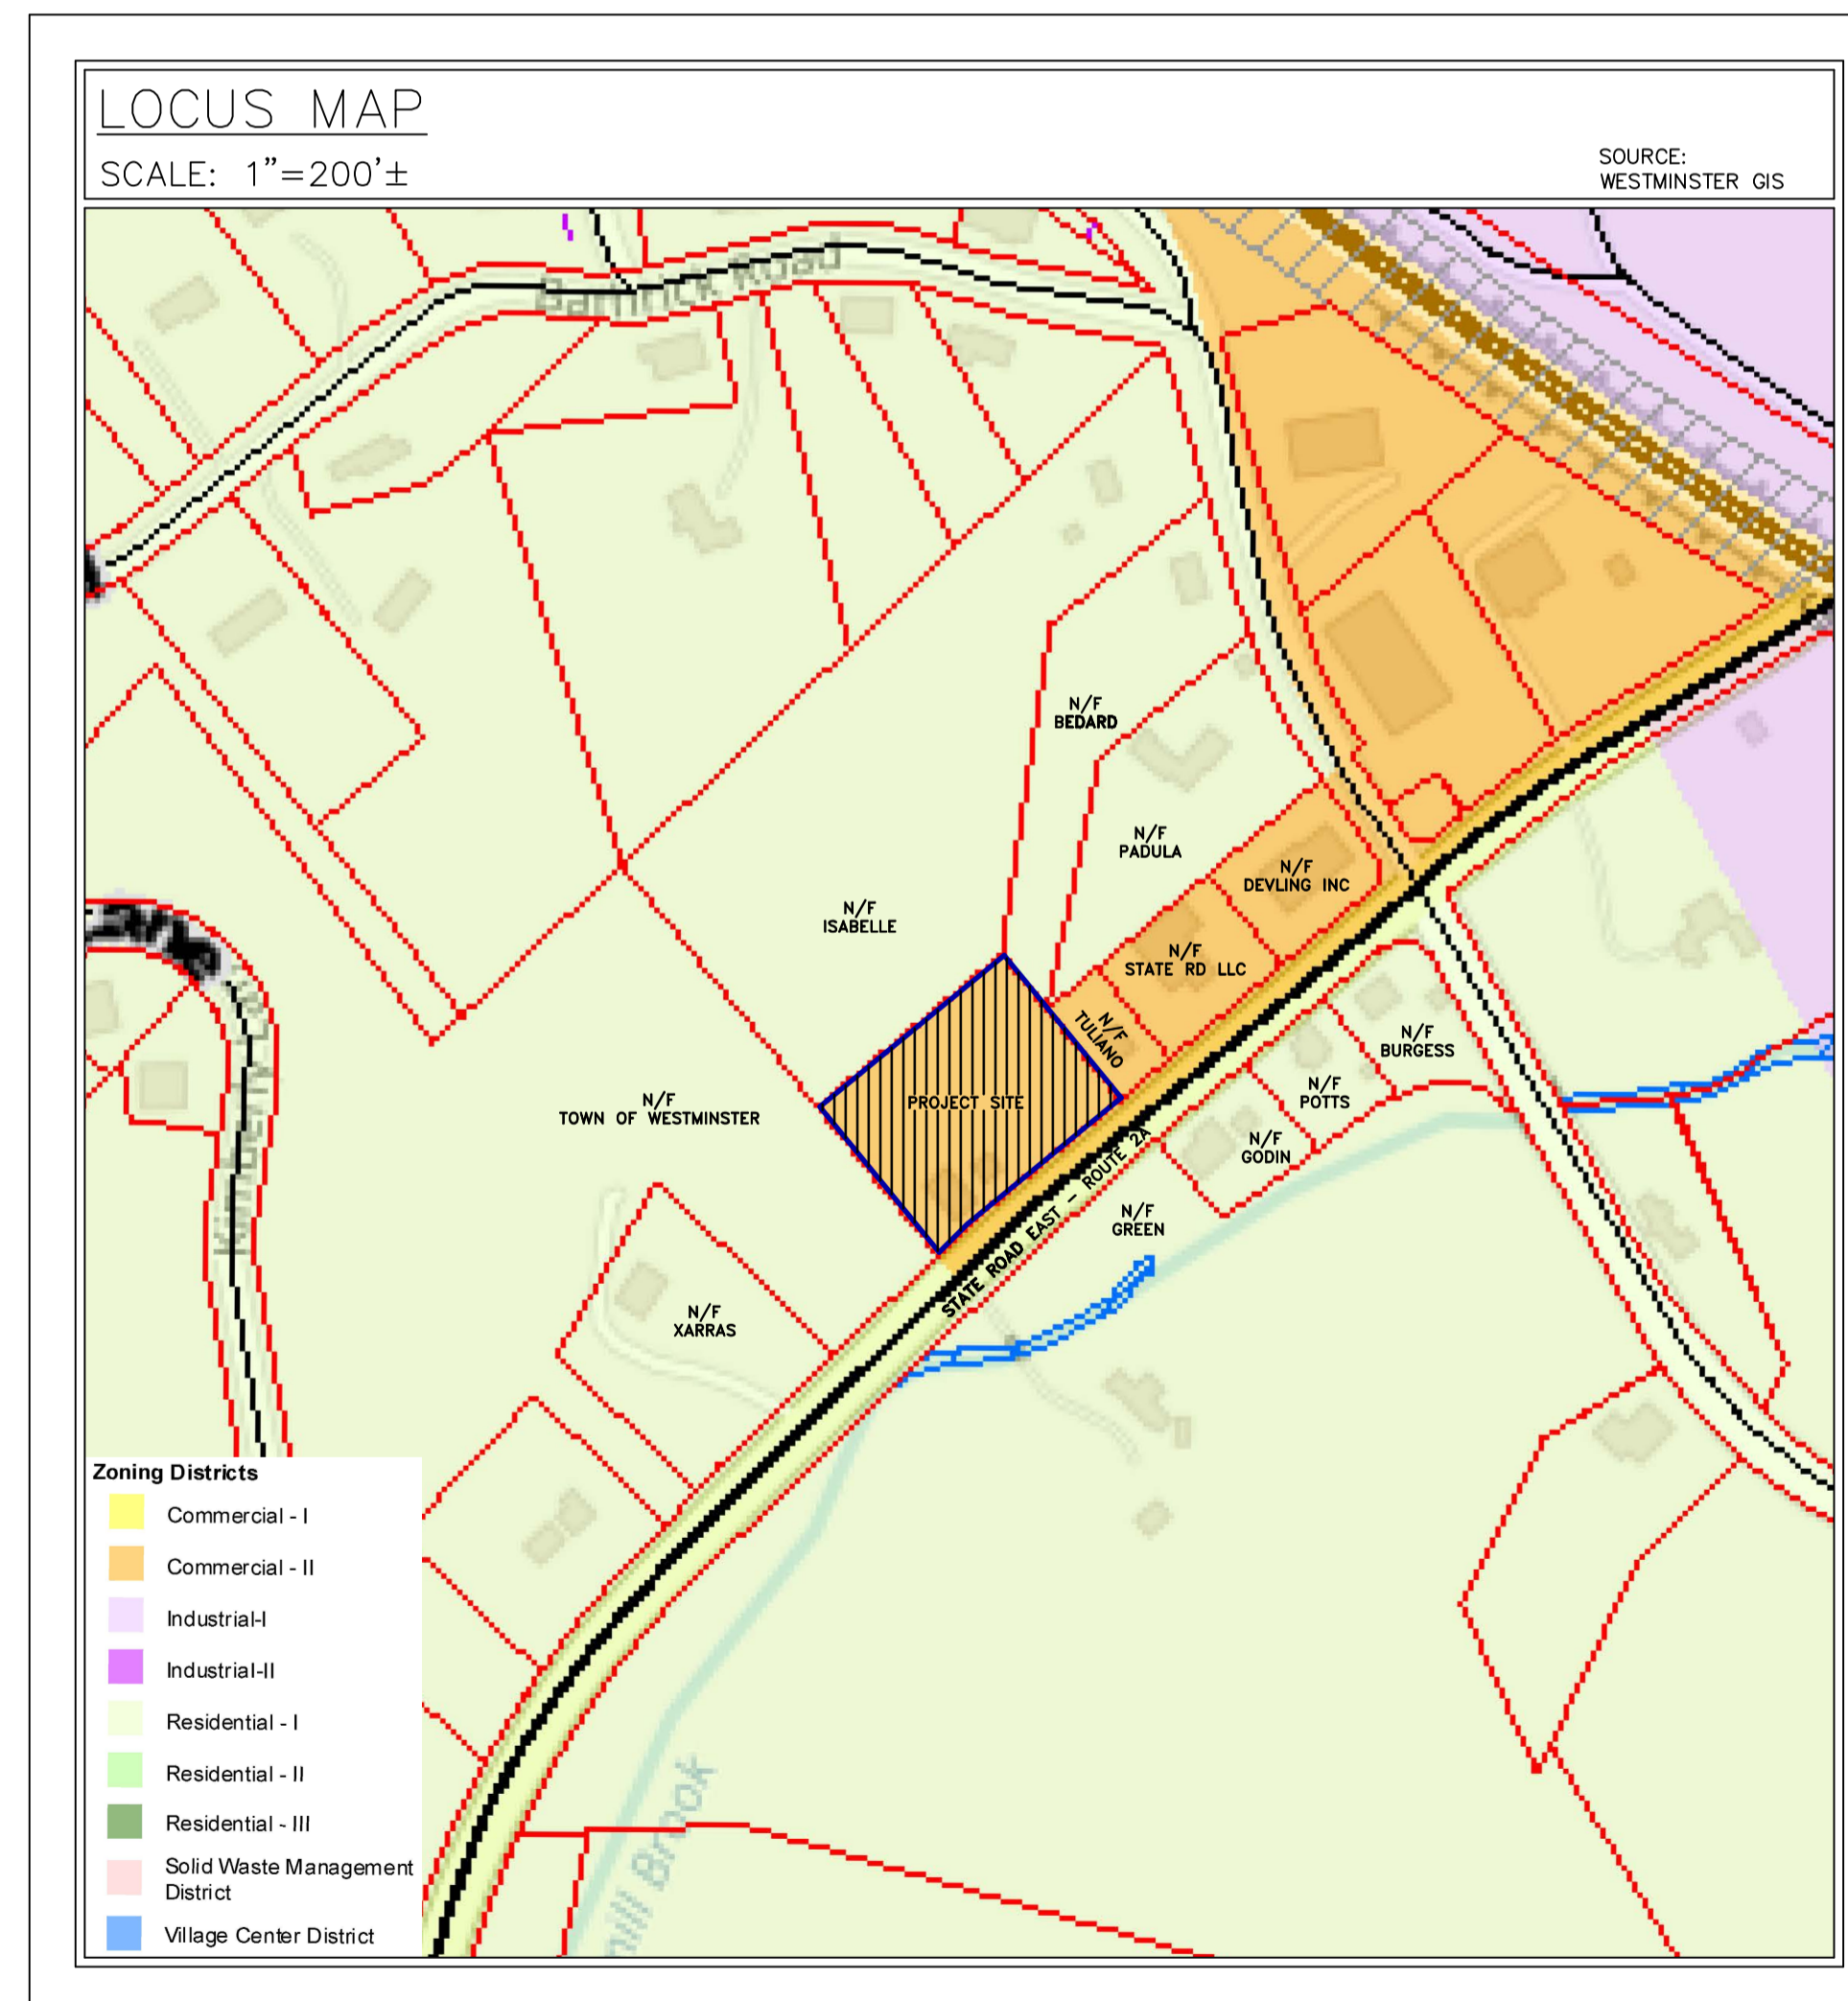 LOCUS MAP
SCALE: 1"=200'±
SOURCE:
WESTMINSTER GIS
Road
N/F
BEDARD
N/F
PADULA
N/F
DEVLING INC
N/F
ISABELLE
N/F
STATE RD LLC
N/F
TULIANO
N/F
BURGESS
N/F
POTTS
N/F
TOWN OF WESTMINSTER
PROJECT SITE
N/F
GODIN
STATE ROAD EAST - ROUTE 2A
N/F
GREEN
N/F
XARRAS
Brook
Zoning Districts
Commercial - I
Commercial - II
Industrial-I
Industrial-II
Residential - I
Residential - II
Residential - III
Solid Waste Management
District
Village Center District